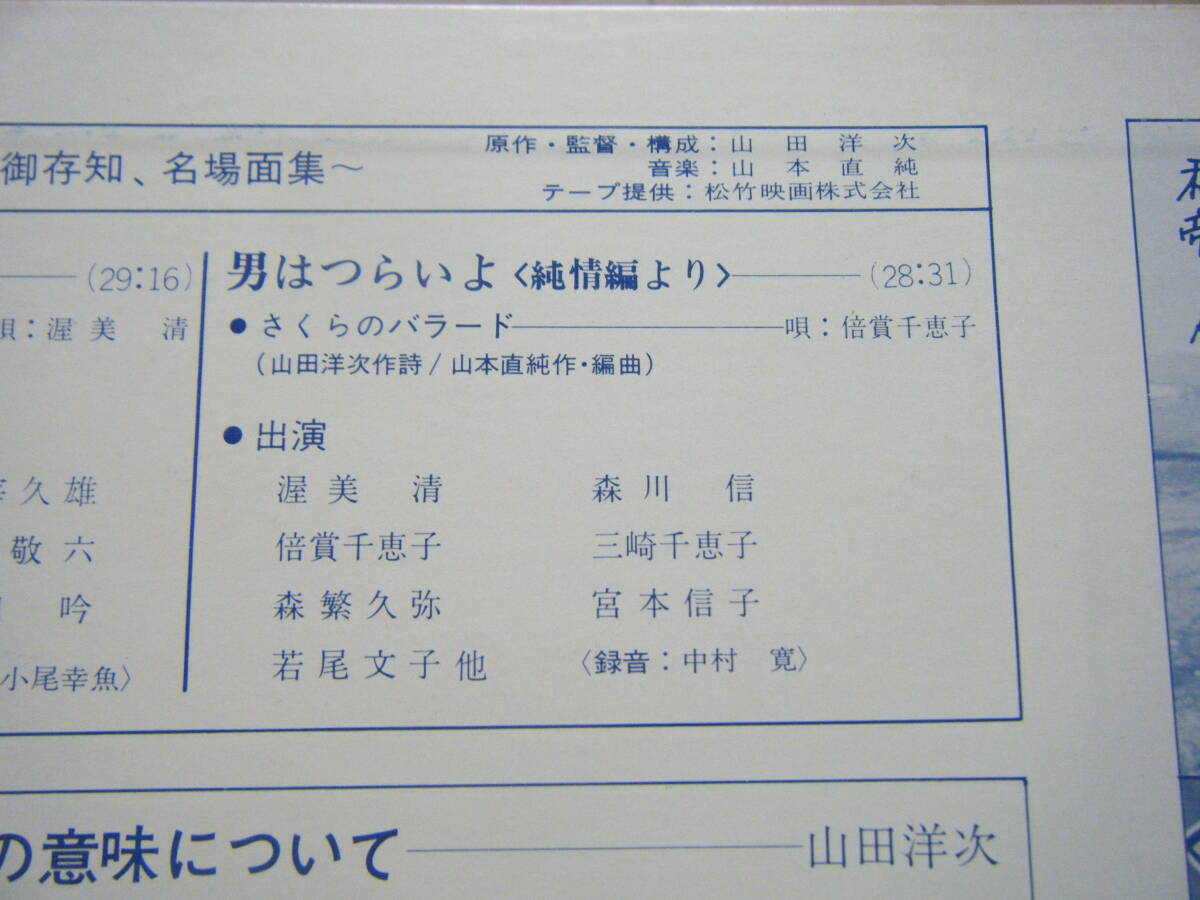 御存知、名場面集～
原作・監督・構成：山田洋次
音楽：山本直純
テープ提供：松竹映画株式会社
(29:16)
唄：渥美清
久雄
敬六
吟
小尾幸魚〉
男はつらいよ〈純情編より〉 (28:31)
●さくらのバラード 唄：倍賞千恵子
(山田洋次作詩/山本直純作・編曲)
●出演
渥美清 森川信
倍賞千恵子 三崎千恵子
森繁久弥 宮本信子
若尾文子他 〈録音：中村寛〉
の意味について 山田洋次